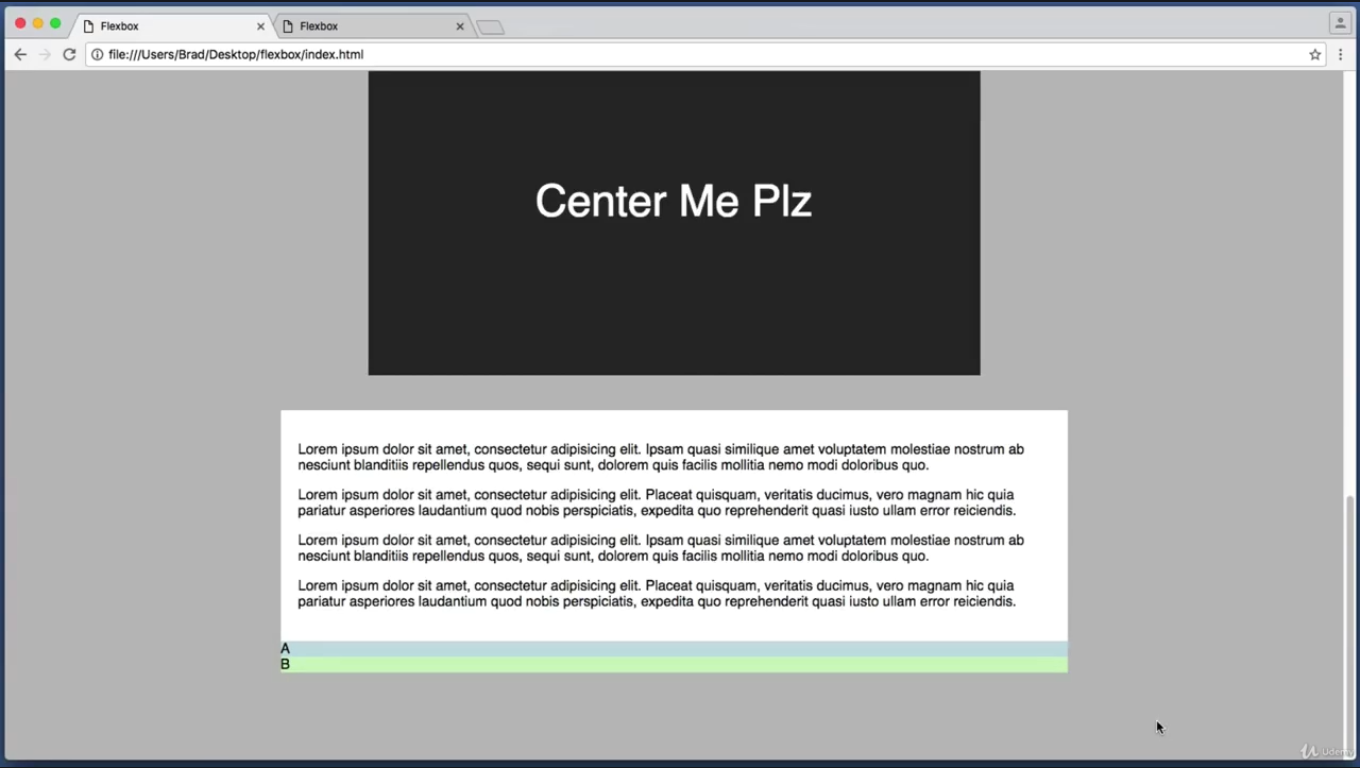 Flexbox
Flexbox
file:///Users/Brad/Desktop/flexbox/index.html
Center Me Plz
Lorem ipsum dolor sit amet, consectetur adipisicing elit. Ipsam quasi similique amet voluptatem molestiae nostrum ab
nesciunt blanditiis repellendus quos, sequi sunt, dolorem quis facilis mollitia nemo modi doloribus quo.
Lorem ipsum dolor sit amet, consectetur adipisicing elit. Placeat quisquam, veritatis ducimus, vero magnam hic quia
pariatur asperiores laudantium quod nobis perspiciatis, expedita quo reprehenderit quasi iusto ullam error reiciendis.
Lorem ipsum dolor sit amet, consectetur adipisicing elit. Ipsam quasi similique amet voluptatem molestiae nostrum ab
nesciunt blanditiis repellendus quos, sequi sunt, dolorem quis facilis mollitia nemo modi doloribus quo.
Lorem ipsum dolor sit amet, consectetur adipisicing elit. Placeat quisquam, veritatis ducimus, vero magnam hic quia
pariatur asperiores laudantium quod nobis perspiciatis, expedita quo reprehenderit quasi iusto ullam error reiciendis.
A
B
Udemy